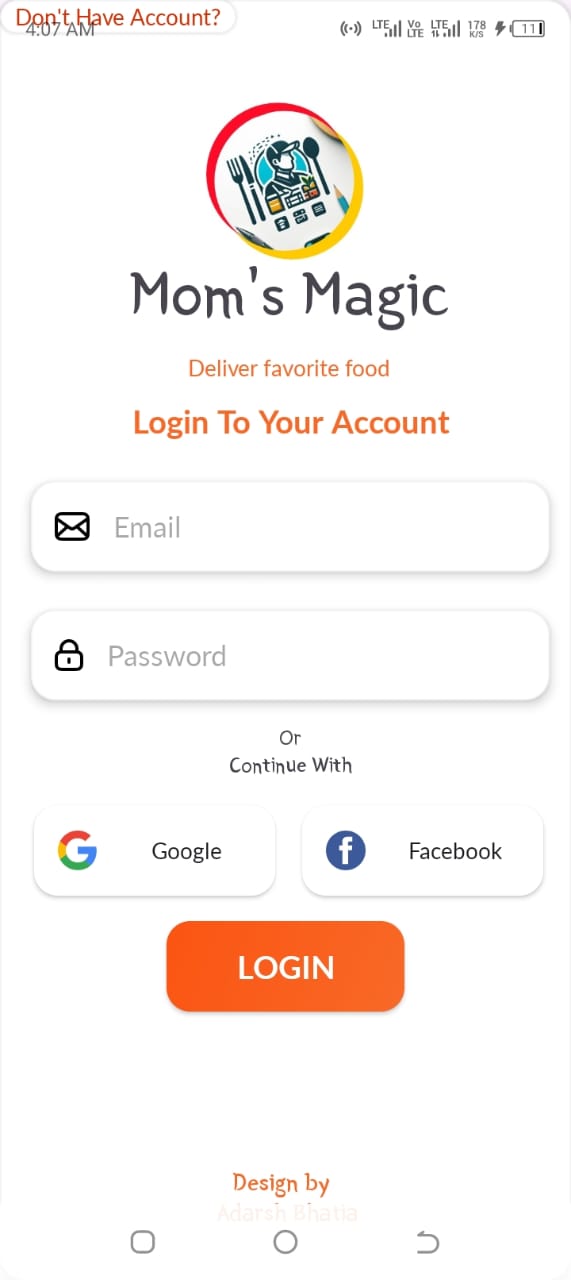 Don't Have Account?
4:07 AM
LTE Vo LTE LTE 178 K/S 11
Mom's Magic
Deliver favorite food
Login To Your Account
Email
Password
Or
Continue With
Google
Facebook
LOGIN
Design by
Adarsh Bhatia